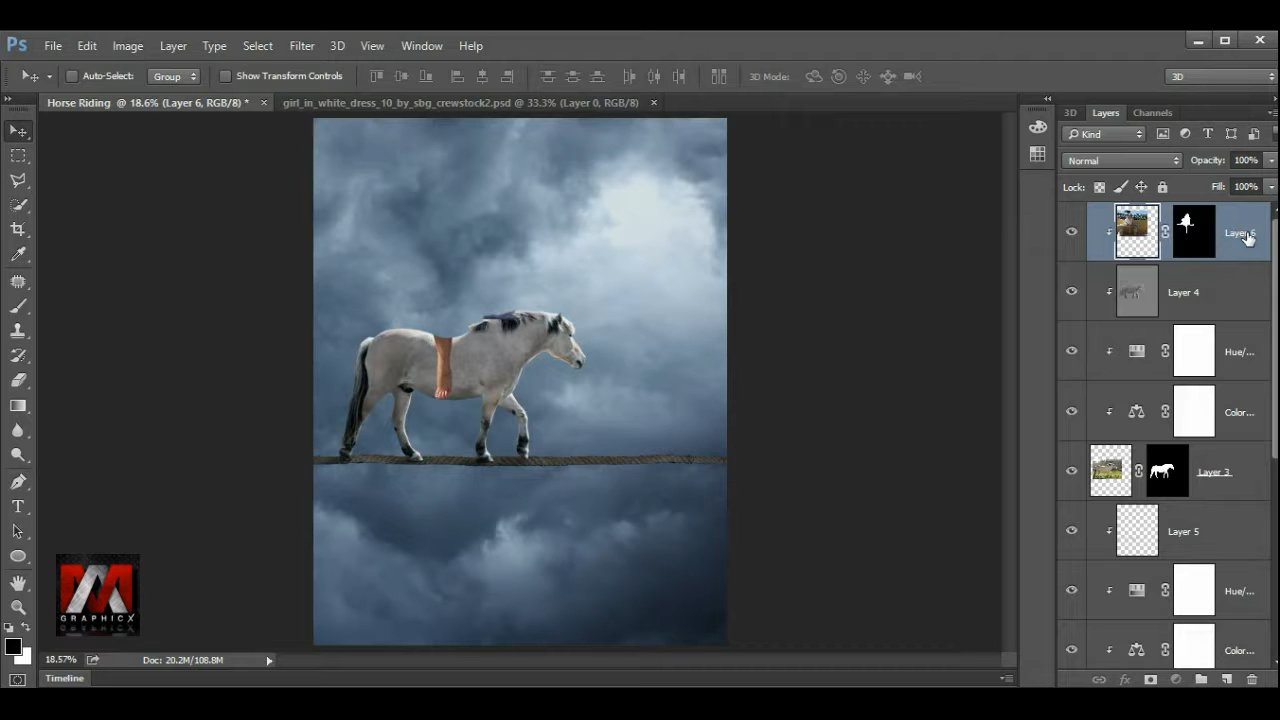 Ps File Edit Image Layer Type Select Filter 3D View Window Help
Auto-Select: Group Show Transform Controls 3D Mode: 3D
Horse Riding @ 18.6% (Layer 6, RGB/8) * × girl_in_white_dress_10_by_sbg_crewstock2.psd @ 33.3% (Layer 0, RGB/8) ×
3D Layers Channels
Kind
Normal Opacity: 100%
Lock: Fill: 100%
Layer 6
Layer 4
Hue/...
Color...
Layer 3
Layer 5
Hue/...
Color...
MA
GRAPHICX
18.57% Doc: 20.2M/108.8M
Timeline